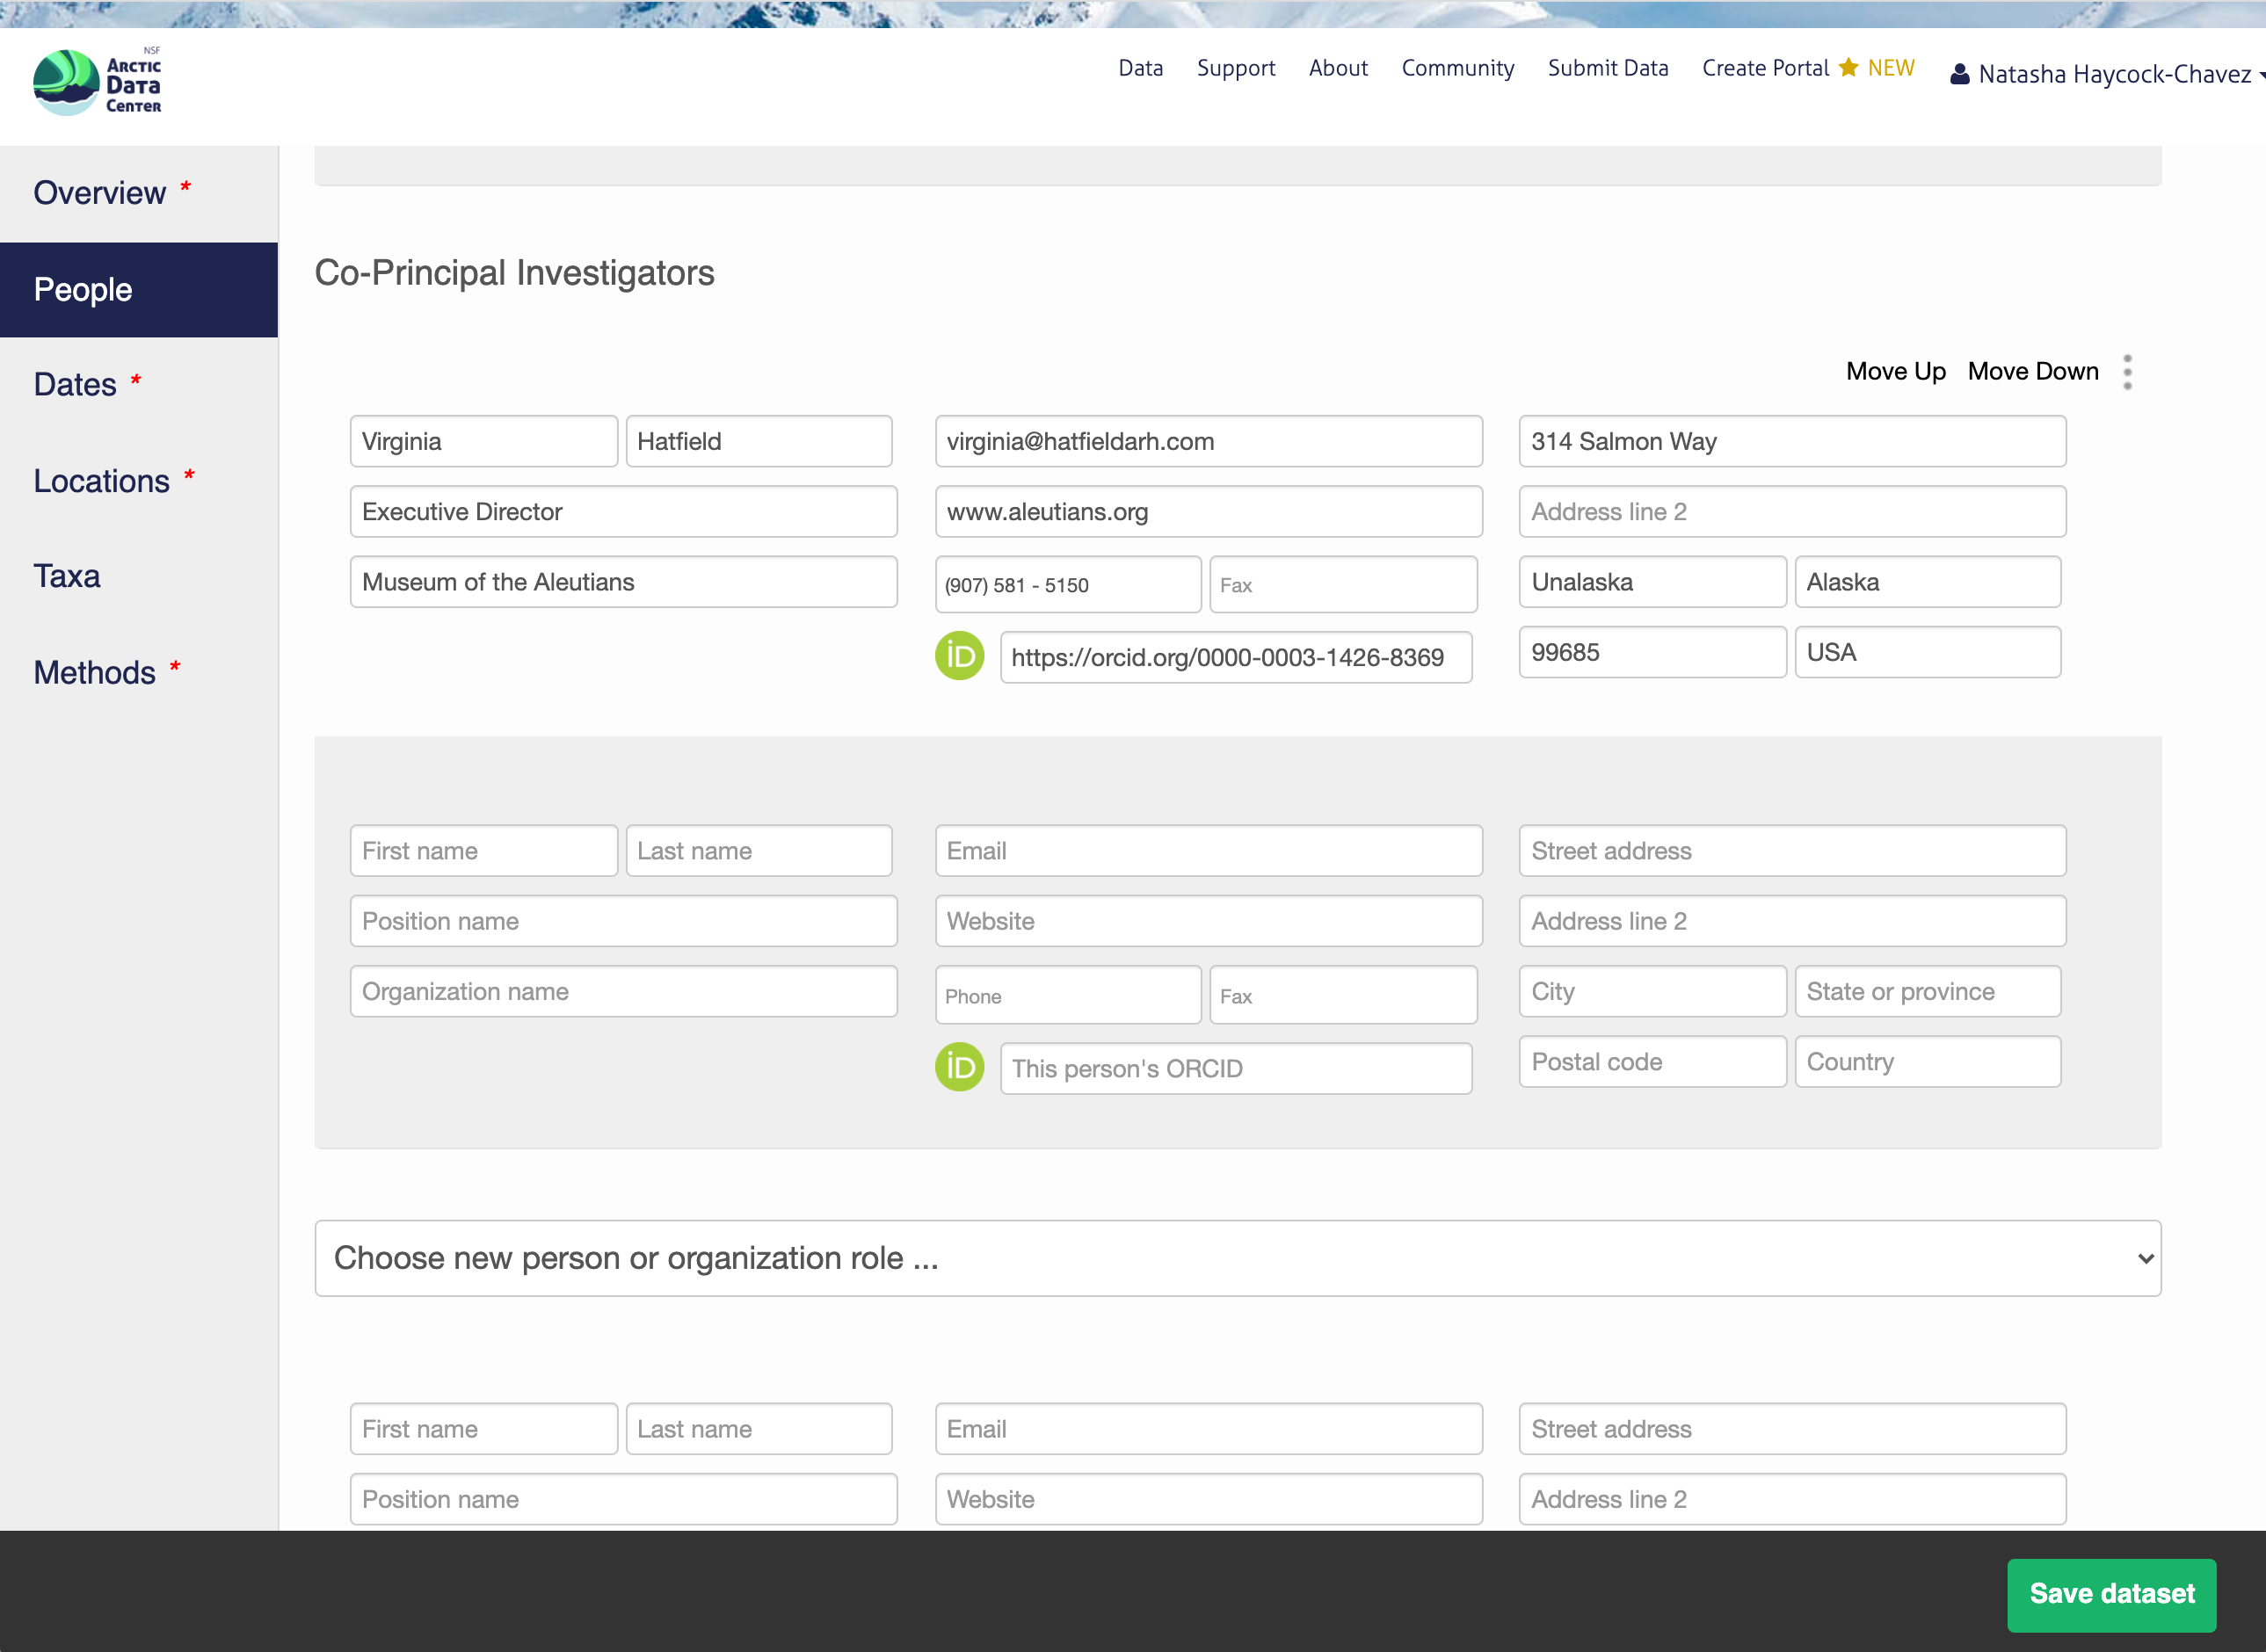 NSF
ARCTIC
DATA
CENTER
Data Support About Community Submit Data Create Portal NEW Natasha Haycock-Chavez
Overview *
People
Dates *
Locations *
Taxa
Methods *
Co-Principal Investigators
Move Up Move Down
Virginia Hatfield virginia@hatfieldarh.com 314 Salmon Way
Executive Director www.aleutians.org Address line 2
Museum of the Aleutians (907) 581 - 5150 Fax Unalaska Alaska
iD https://orcid.org/0000-0003-1426-8369 99685 USA
First name Last name Email Street address
Position name Website Address line 2
Organization name Phone Fax City State or province
iD This person's ORCID Postal code Country
Choose new person or organization role ...
First name Last name Email Street address
Position name Website Address line 2
Save dataset